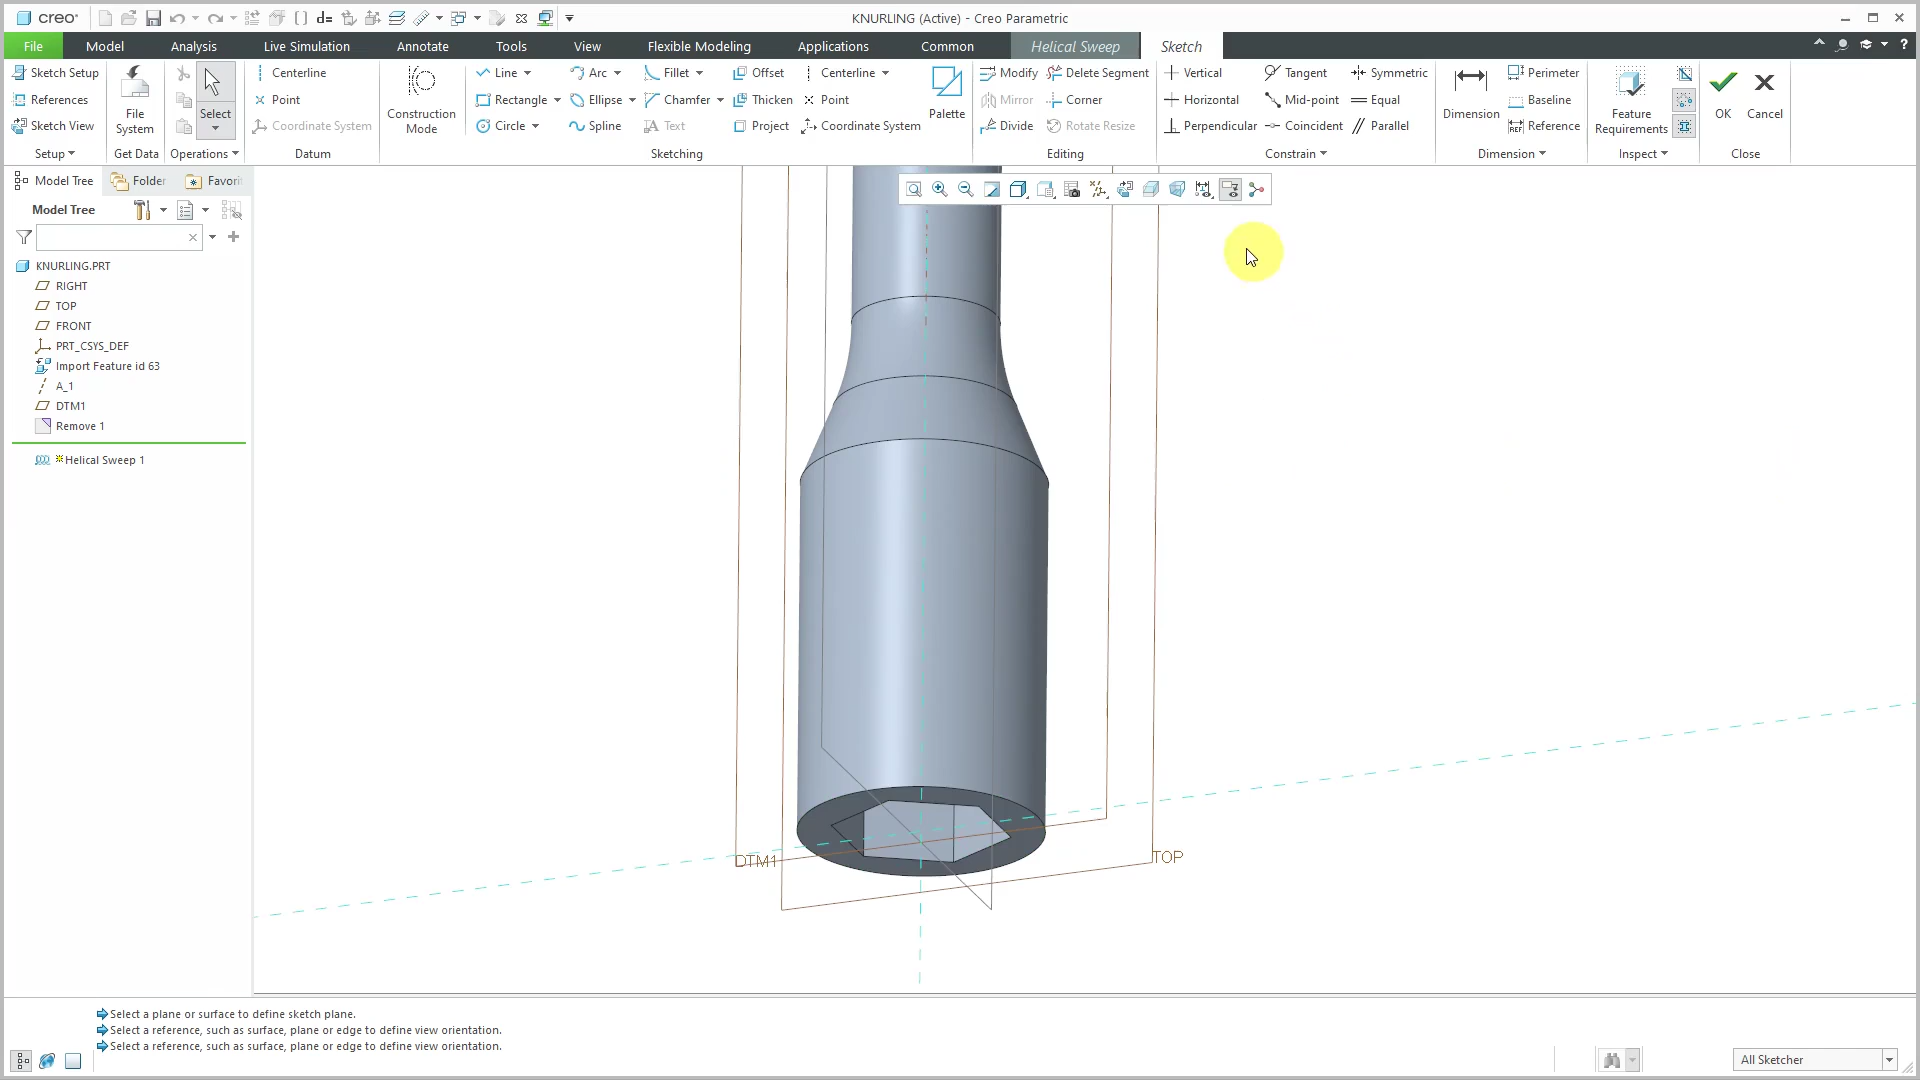 creo®
d=
KNURLING (Active) - Creo Parametric
File
Model
Analysis
Live Simulation
Annotate
Tools
View
Flexible Modeling
Applications
Common
Helical Sweep
Sketch
?
Sketch Setup
References
Sketch View
Setup
File
System
Get Data
Select
Operations
Centerline
Point
Coordinate System
Datum
Construction
Mode
Line
Rectangle
Circle
Arc
Ellipse
Spline
Fillet
Chamfer
Text
Offset
Thicken
Project
Centerline
Point
Coordinate System
Palette
Sketching
Modify
Mirror
Divide
Delete Segment
Corner
Rotate Resize
Editing
Vertical
Horizontal
Perpendicular
Tangent
Mid-point
Coincident
Symmetric
Equal
Parallel
Constrain
Dimension
Perimeter
Baseline
Reference
Dimension
Feature
Requirements
Inspect
OK
Cancel
Close
Model Tree
Folder
Favori
Model Tree
KNURLING.PRT
RIGHT
TOP
FRONT
PRT_CSYS_DEF
Import Feature id 63
A_1
DTM1
Remove 1
Helical Sweep 1
DTM1
TOP
Select a plane or surface to define sketch plane.
Select a reference, such as surface, plane or edge to define view orientation.
Select a reference, such as surface, plane or edge to define view orientation.
All Sketcher